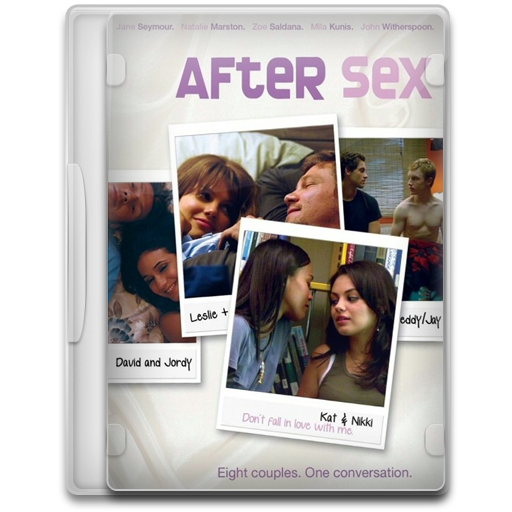 Jane Seymour. Natalie Marston. Zoe Saldana. Mila Kunis. John Witherspoon.
AFTER SEX
Leslie +
eddy/Jay
David and Jordy
Kat & Nikki
Don't fall in love with me.
Eight couples. One conversation.